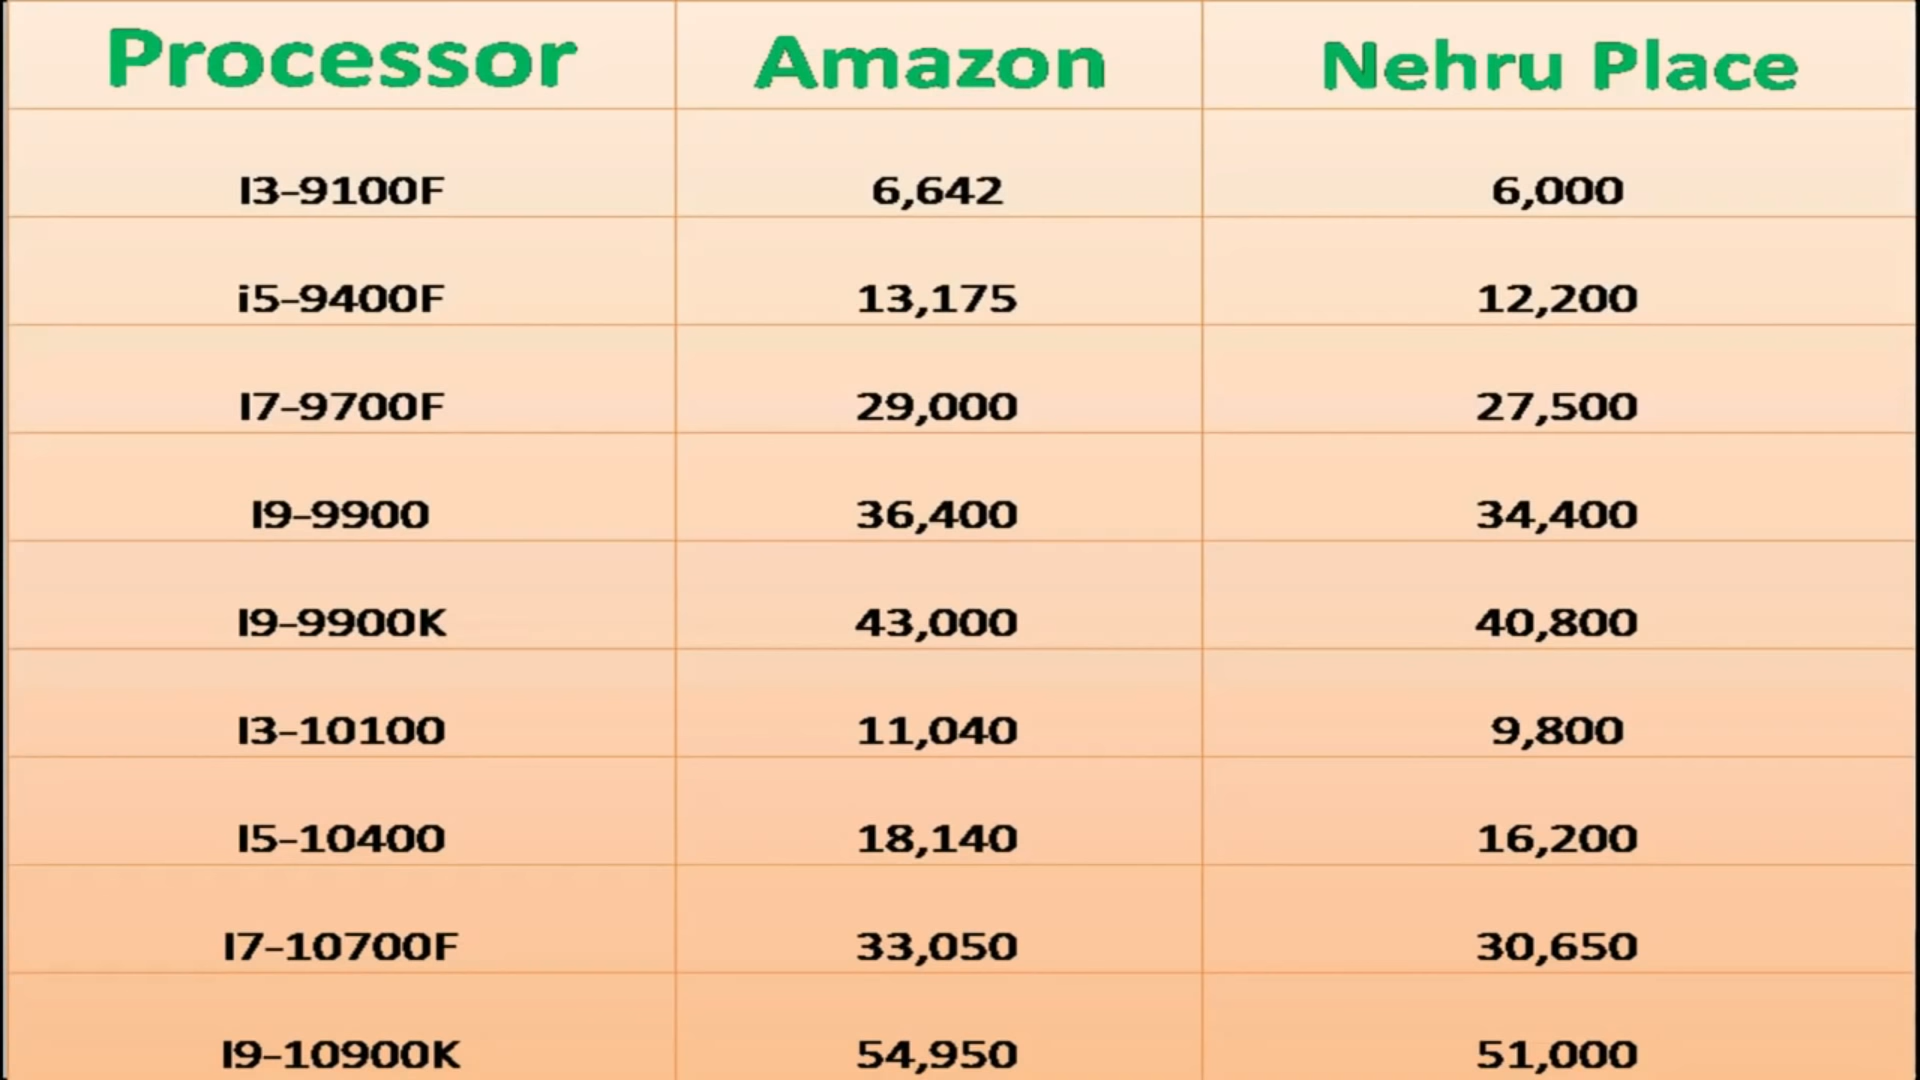 Processor Amazon Nehru Place
I3-9100F 6,642 6,000
i5-9400F 13,175 12,200
I7-9700F 29,000 27,500
I9-9900 36,400 34,400
I9-9900K 43,000 40,800
I3-10100 11,040 9,800
I5-10400 18,140 16,200
I7-10700F 33,050 30,650
I9-10900K 54,950 51,000